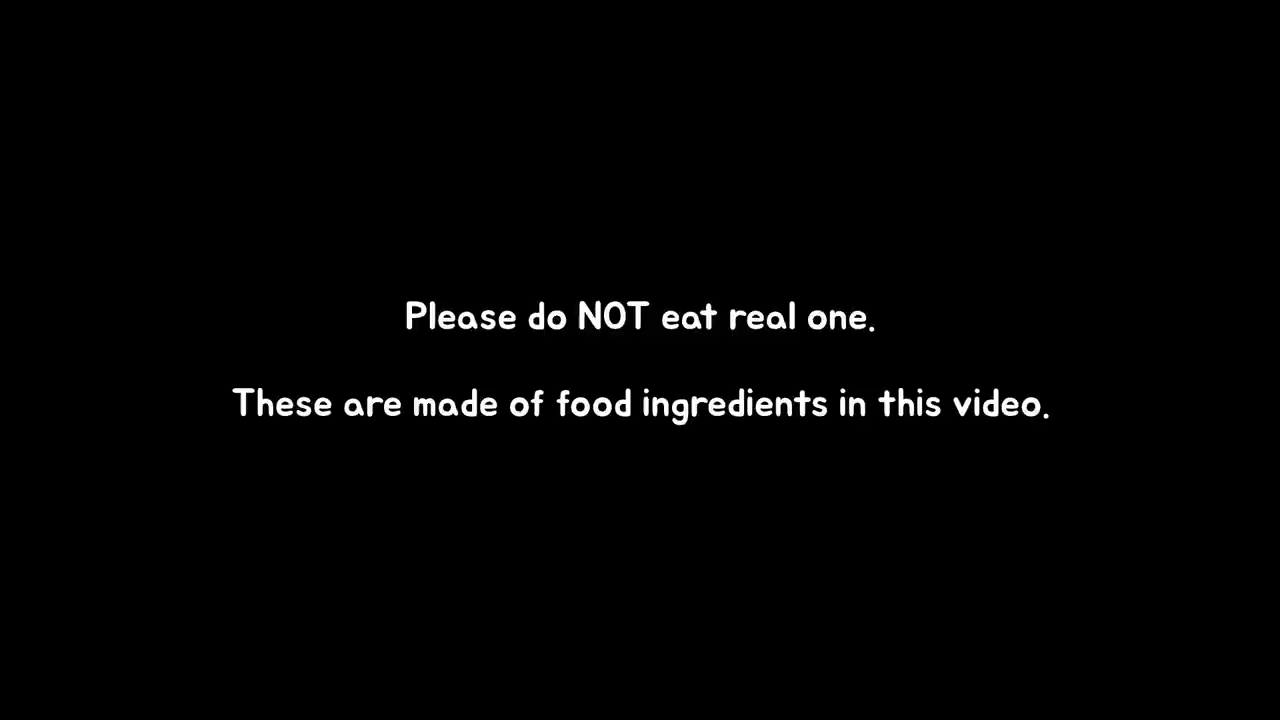 Please do NOT eat real one.
These are made of food ingredients in this video.